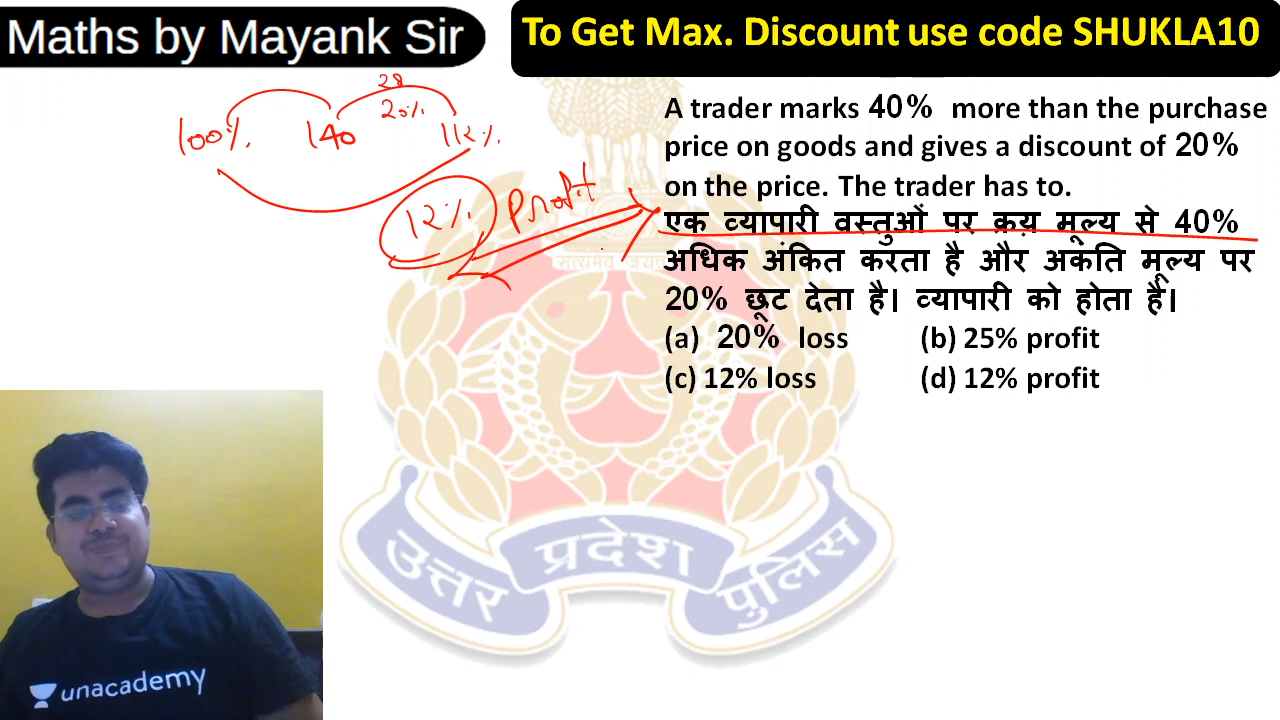 Maths by Mayank Sir
To Get Max. Discount use code SHUKLA10
28
20%
100% 140 112%
12% Profit
A trader marks 40% more than the purchase
price on goods and gives a discount of 20%
on the price. The trader has to.
एक व्यापारी वस्तुओं पर क्रय़ मूल्य से 40%
अधिक अंकित करता है और अंकति मूल्य पर
20% छूट देता है। व्यापारी को होता है।
(a) 20% loss (b) 25% profit
(c) 12% loss (d) 12% profit
सत्यमेव जयते
उत्तर प्रदेश पुलिस
unacademy